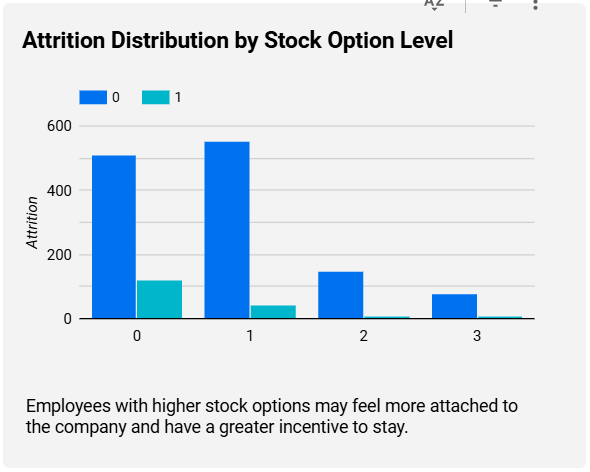 AZ
Attrition Distribution by Stock Option Level
0 1
600
400
200
0
Attrition
0 1 2 3
Employees with higher stock options may feel more attached to
the company and have a greater incentive to stay.